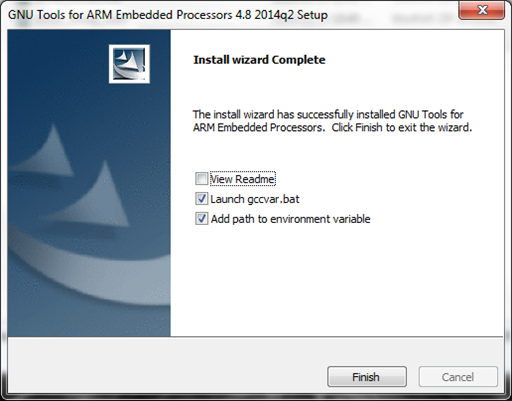 GNU Tools for ARM Embedded Processors 4.8 2014q2 Setup
Install wizard Complete
The install wizard has successfully installed GNU Tools for
ARM Embedded Processors. Click Finish to exit the wizard.
View Readme
Launch gccvar.bat
Add path to environment variable
Finish
Cancel